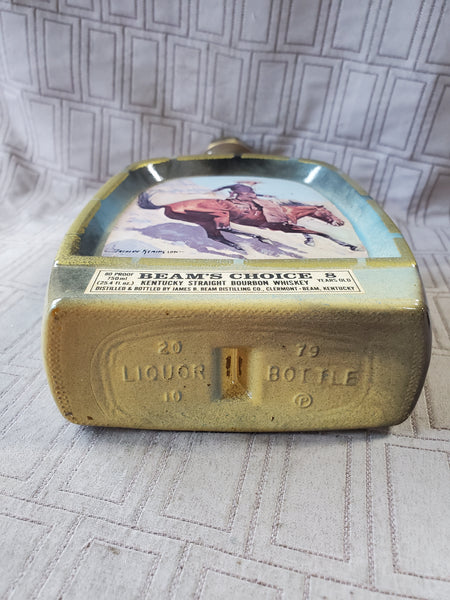 FREDERIC REMINGTON
80 PROOF
750ml
(25.4 fl. oz.)
BEAM'S CHOICE
8
YEARS OLD
KENTUCKY STRAIGHT BOURBON WHISKEY
DISTILLED & BOTTLED BY JAMES B. BEAM DISTILLING CO., CLERMONT - BEAM, KENTUCKY
20 79
LIQUOR BOTTLE
10 P